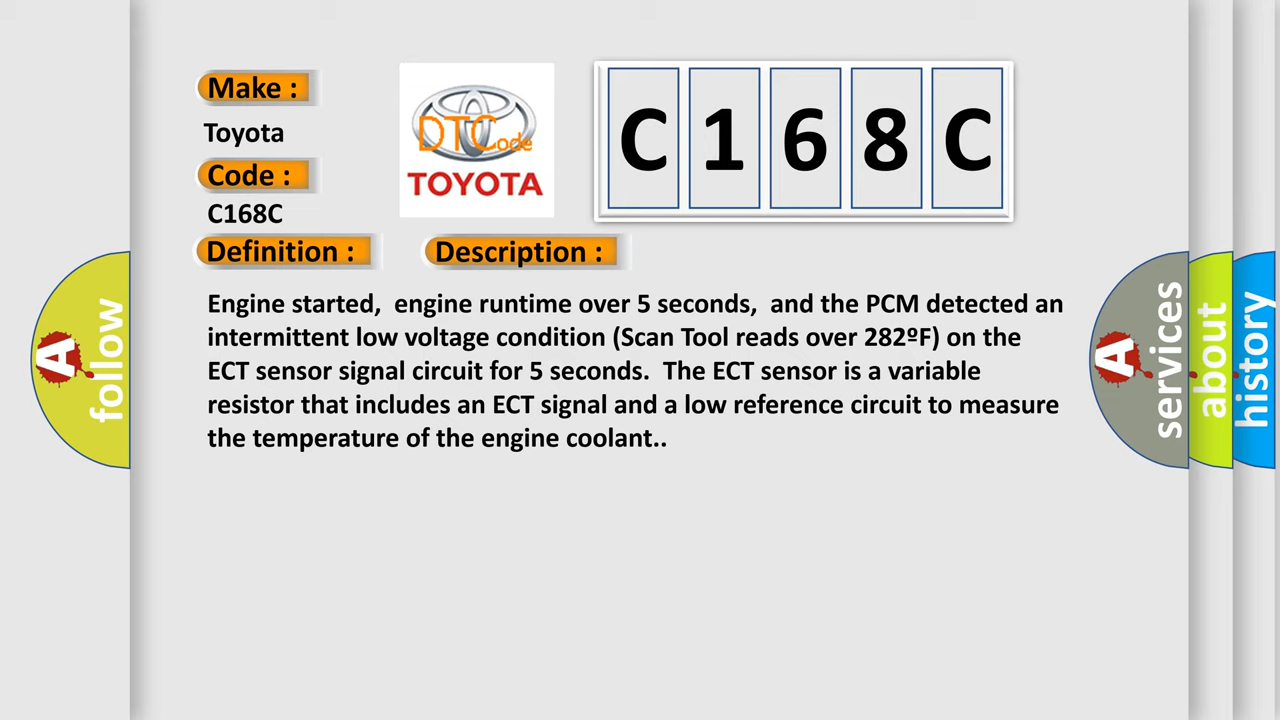 Make :
Toyota
Code :
C168C
Definition :
Description :
DTCode
TOYOTA
C168C
Engine started,  engine runtime over 5 seconds,  and the PCM detected an
intermittent low voltage condition (Scan Tool reads over 282ºF) on the
ECT sensor signal circuit for 5 seconds  The ECT sensor is a variable
resistor that includes an ECT signal and a low reference circuit to measure
the temperature of the engine coolant..
A follow
A services
about
history